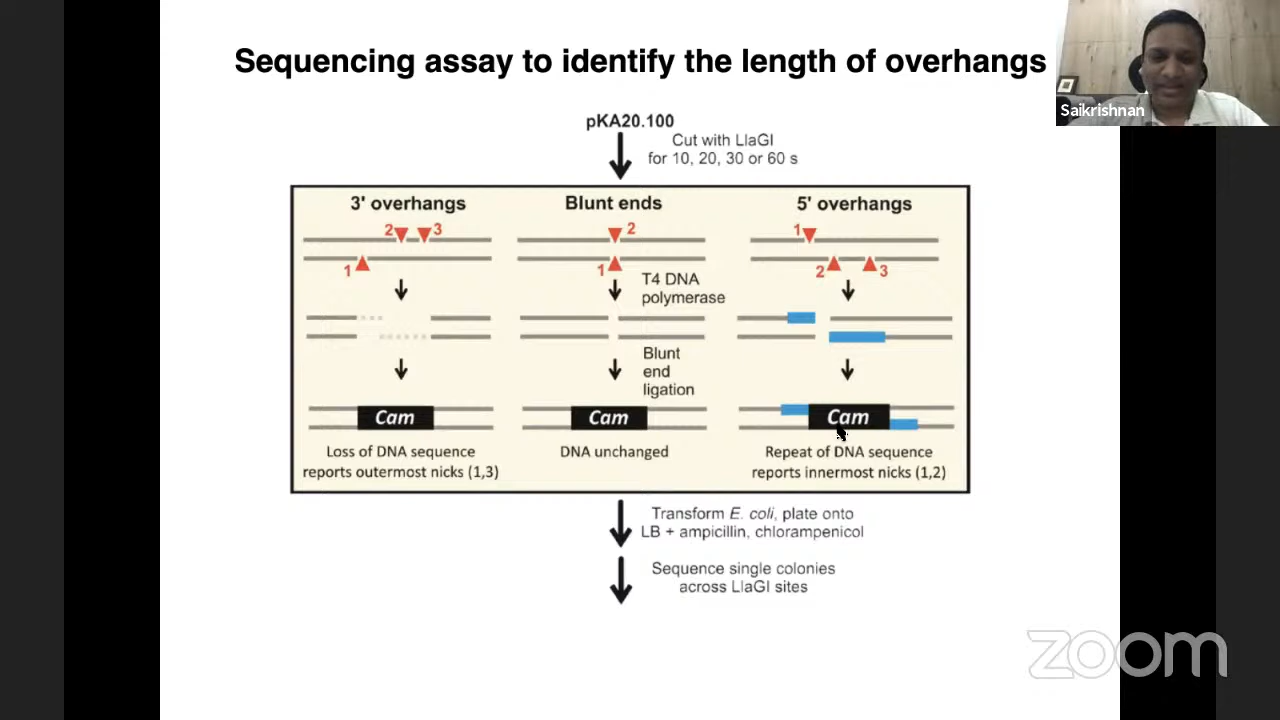 Sequencing assay to identify the length of overhangs
Saikrishnan
pKA20.100
Cut with LlaGI
for 10, 20, 30 or 60 s
3' overhangs
2 3
1
Blunt ends
2
1
5' overhangs
1
2 3
T4 DNA
polymerase
Blunt
end
ligation
Cam
Cam
Cam
Loss of DNA sequence
reports outermost nicks (1,3)
DNA unchanged
Repeat of DNA sequence
reports innermost nicks (1,2)
Transform E. coli, plate onto
LB + ampicillin, chlorampenicol
Sequence single colonies
across LlaGI sites
zoom